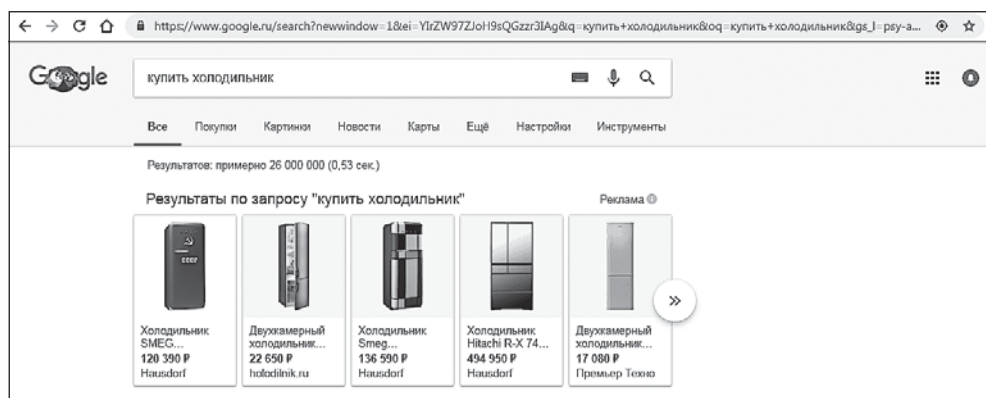 https://www.google.ru/search?newwindow=1&ei=YIrZW97ZJoH9sQGzzr3IAg&q=купить+холодильник&oq=купить+холодильник&gs_l=psy-a...
Google
купить холодильник
Все Покупки Картинки Новости Карты Ещё Настройки Инструменты
Результатов: примерно 26 000 000 (0,53 сек.)
Результаты по запросу "купить холодильник" Реклама
СССР
Холодильник SMEG...
120 390 ₽
Hausdorf
Двухкамерный холодильник...
22 650 ₽
holodilnik.ru
Холодильник Smeg...
136 590 ₽
Hausdorf
Холодильник Hitachi R-X 74...
494 950 ₽
Hausdorf
Двухкамерный холодильник...
17 080 ₽
Премьер Техно